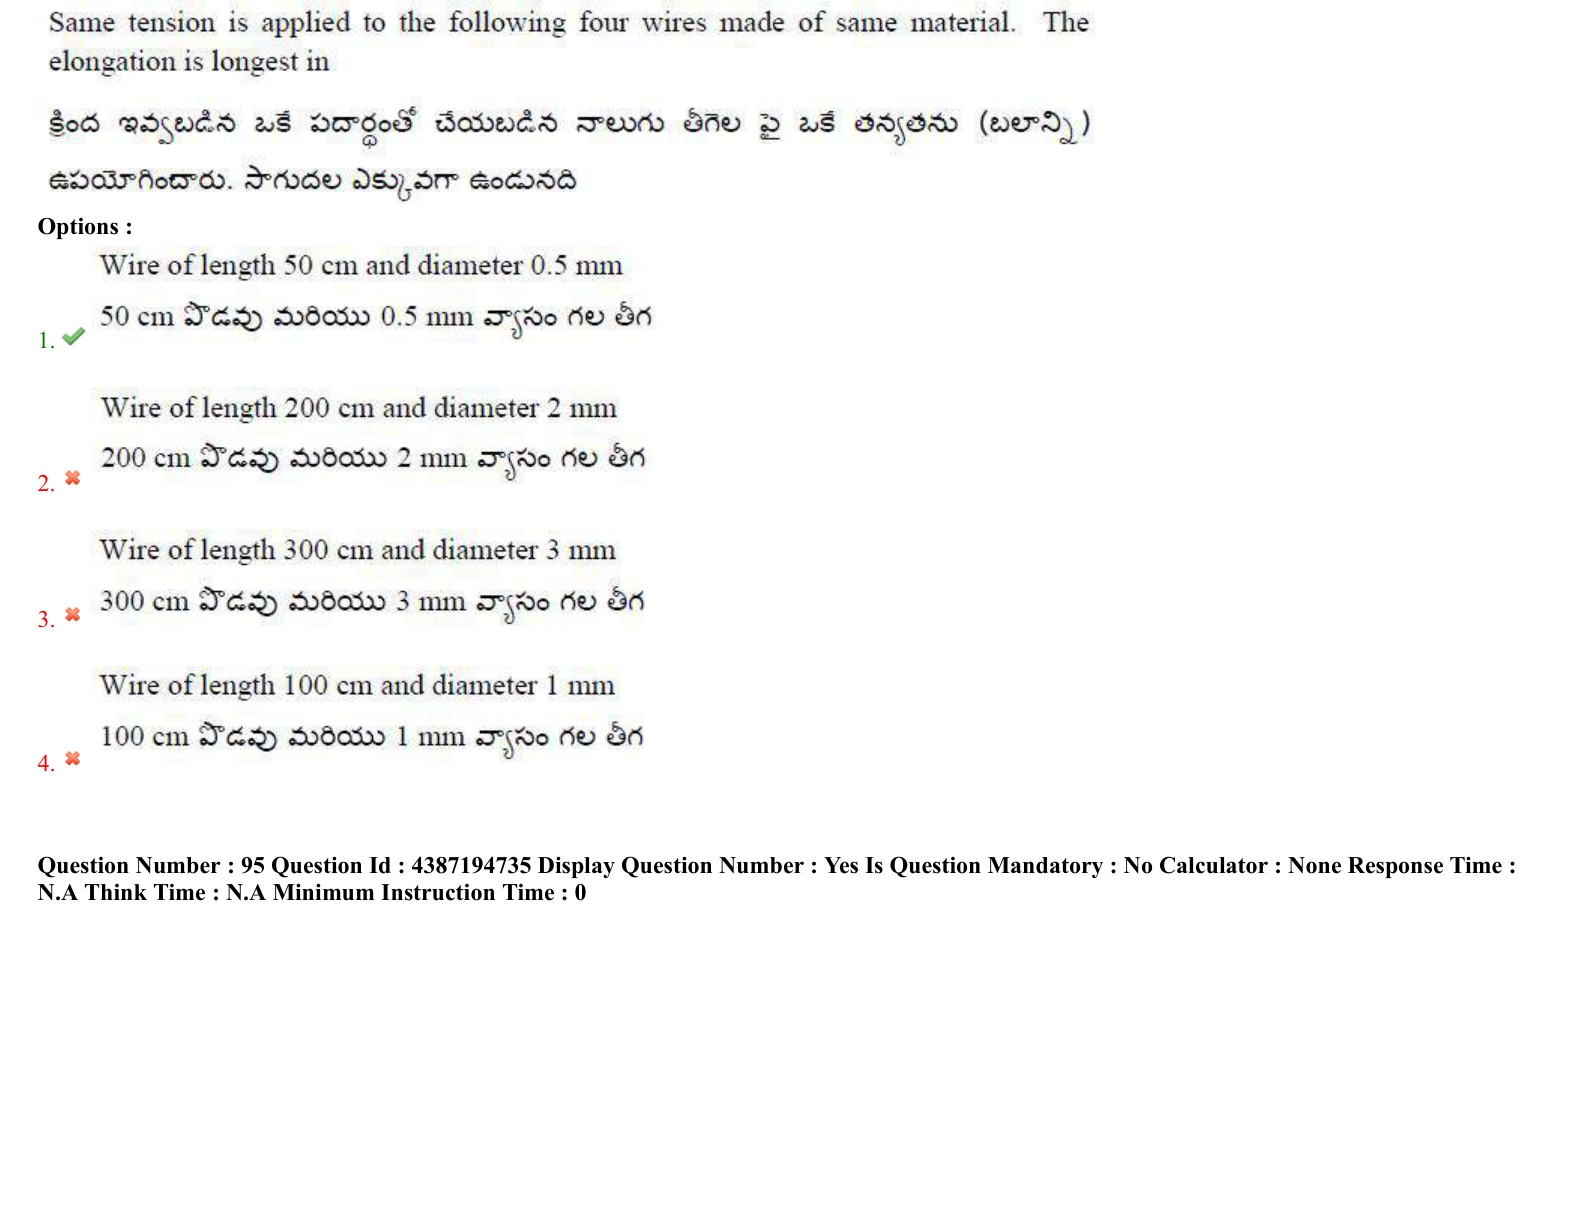 Same tension is applied to the following four wires made of same material. The
elongation is longest in
క్రింద ఇవ్వబడిన ఒకే పదార్థంతో చేయబడిన నాలుగు తీగెల పై ఒకే తన్యతను (బలాన్ని)
ఉపయోగించారు. సాగుదల ఎక్కువగా ఉండునది
Options :
Wire of length 50 cm and diameter 0.5 mm
50 cm పొడవు మరియు 0.5 mm వ్యాసం గల తీగ
1.
Wire of length 200 cm and diameter 2 mm
200 cm పొడవు మరియు 2 mm వ్యాసం గల తీగ
2.
Wire of length 300 cm and diameter 3 mm
300 cm పొడవు మరియు 3 mm వ్యాసం గల తీగ
3.
Wire of length 100 cm and diameter 1 mm
100 cm పొడవు మరియు 1 mm వ్యాసం గల తీగ
4.
Question Number : 95 Question Id : 4387194735 Display Question Number : Yes Is Question Mandatory : No Calculator : None Response Time :
N.A Think Time : N.A Minimum Instruction Time : 0